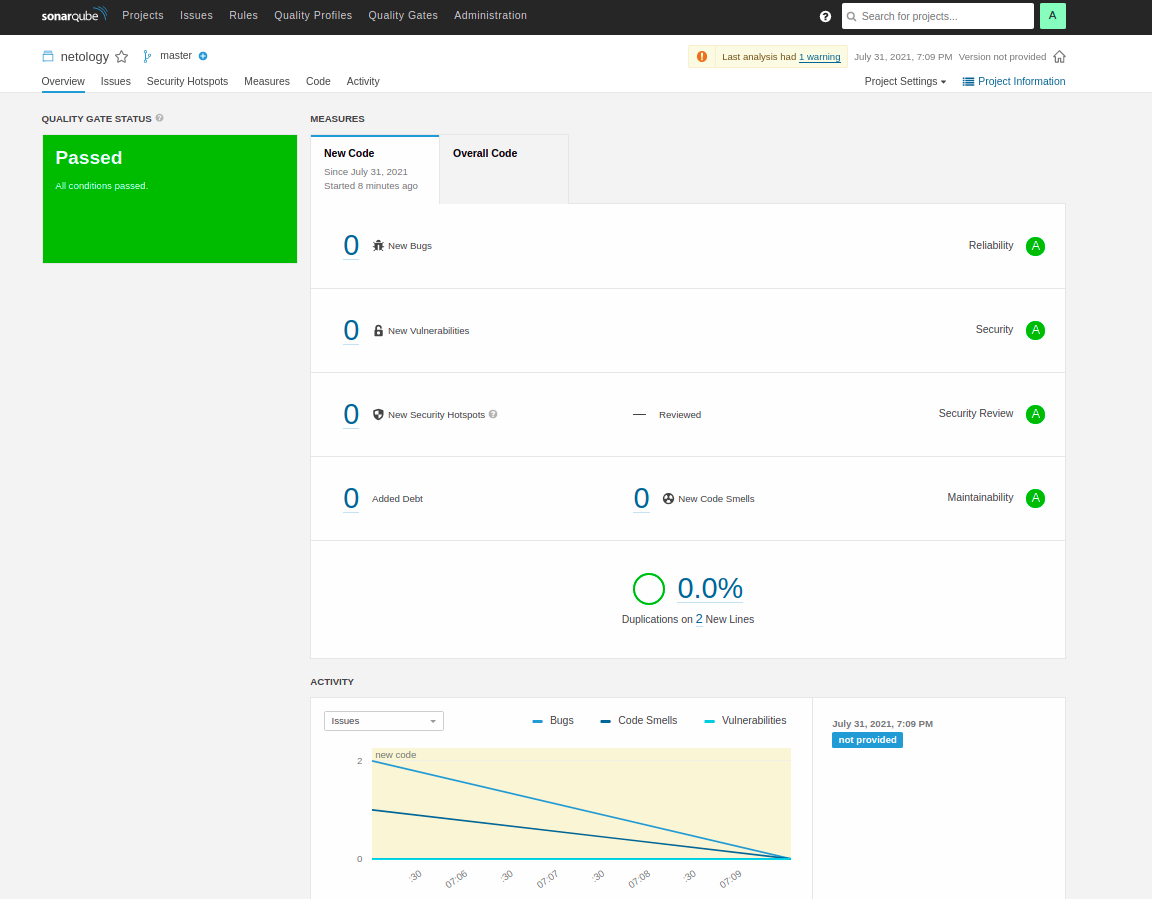 sonarqube Projects Issues Rules Quality Profiles Quality Gates Administration ? Search for projects... A
netology master Last analysis had 1 warning July 31, 2021, 7:09 PM Version not provided
Overview Issues Security Hotspots Measures Code Activity Project Settings Project Information
QUALITY GATE STATUS ? MEASURES
Passed
All conditions passed.
New Code Overall Code
Since July 31, 2021
Started 8 minutes ago
0 New Bugs Reliability A
0 New Vulnerabilities Security A
0 New Security Hotspots ? — Reviewed Security Review A
0 Added Debt 0 New Code Smells Maintainability A
0.0%
Duplications on 2 New Lines
ACTIVITY
Issues Bugs Code Smells Vulnerabilities
July 31, 2021, 7:09 PM
not provided
new code
2
0
:30 07:06 :30 07:07 :30 07:08 :30 07:09